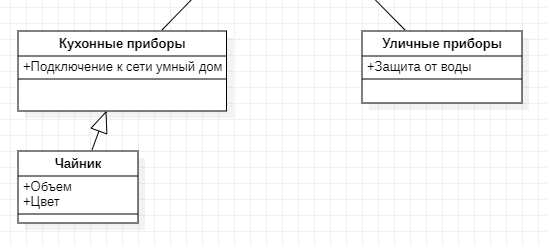 Кухонные приборы
+Подключение к сети умный дом
Уличные приборы
+Защита от воды
Чайник
+Объем
+Цвет